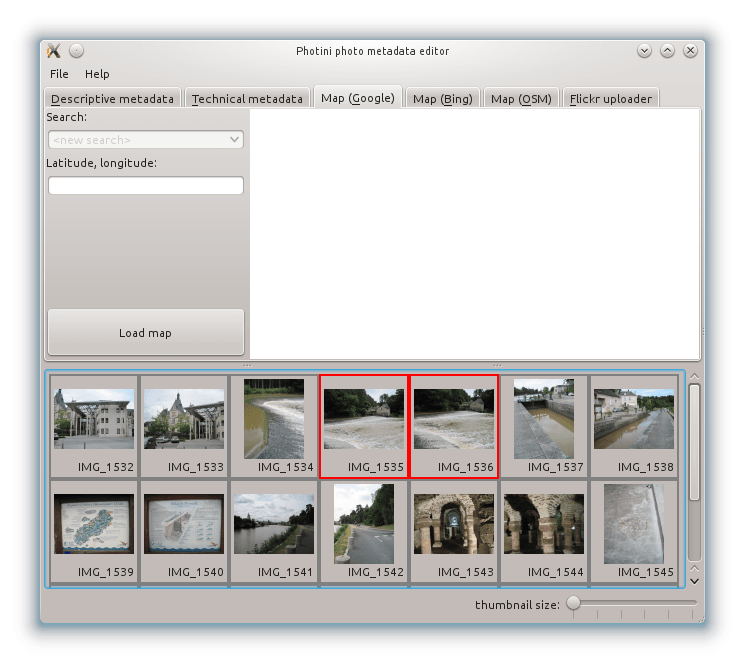 Photini photo metadata editor
File Help
Descriptive metadata Technical metadata Map (Google) Map (Bing) Map (OSM) Flickr uploader
Search:
<new search>
Latitude, longitude:
Load map
IMG_1532 IMG_1533 IMG_1534 IMG_1535 IMG_1536 IMG_1537 IMG_1538
IMG_1539 IMG_1540 IMG_1541 IMG_1542 IMG_1543 IMG_1544 IMG_1545
thumbnail size: